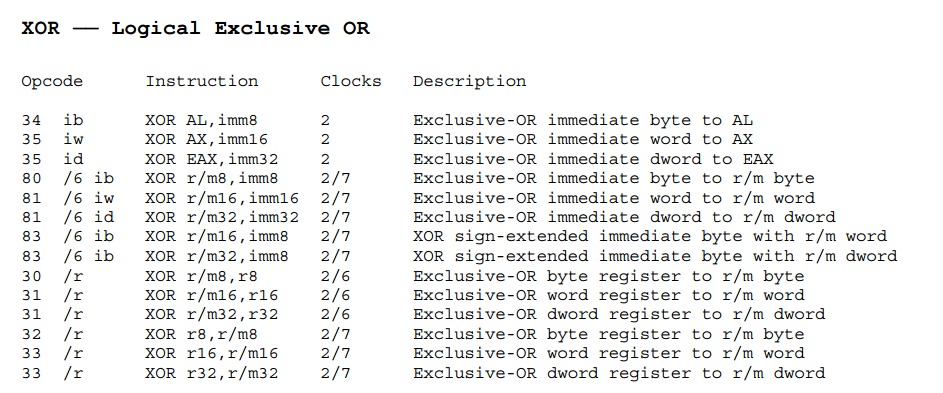 XOR — Logical Exclusive OR
Opcode Instruction Clocks Description
34 ib XOR AL,imm8 2 Exclusive-OR immediate byte to AL
35 iw XOR AX,imm16 2 Exclusive-OR immediate word to AX
35 id XOR EAX,imm32 2 Exclusive-OR immediate dword to EAX
80 /6 ib XOR r/m8,imm8 2/7 Exclusive-OR immediate byte to r/m byte
81 /6 iw XOR r/m16,imm16 2/7 Exclusive-OR immediate word to r/m word
81 /6 id XOR r/m32,imm32 2/7 Exclusive-OR immediate dword to r/m dword
83 /6 ib XOR r/m16,imm8 2/7 XOR sign-extended immediate byte with r/m word
83 /6 ib XOR r/m32,imm8 2/7 XOR sign-extended immediate byte with r/m dword
30 /r XOR r/m8,r8 2/6 Exclusive-OR byte register to r/m byte
31 /r XOR r/m16,r16 2/6 Exclusive-OR word register to r/m word
31 /r XOR r/m32,r32 2/6 Exclusive-OR dword register to r/m dword
32 /r XOR r8,r/m8 2/7 Exclusive-OR byte register to r/m byte
33 /r XOR r16,r/m16 2/7 Exclusive-OR word register to r/m word
33 /r XOR r32,r/m32 2/7 Exclusive-OR dword register to r/m dword